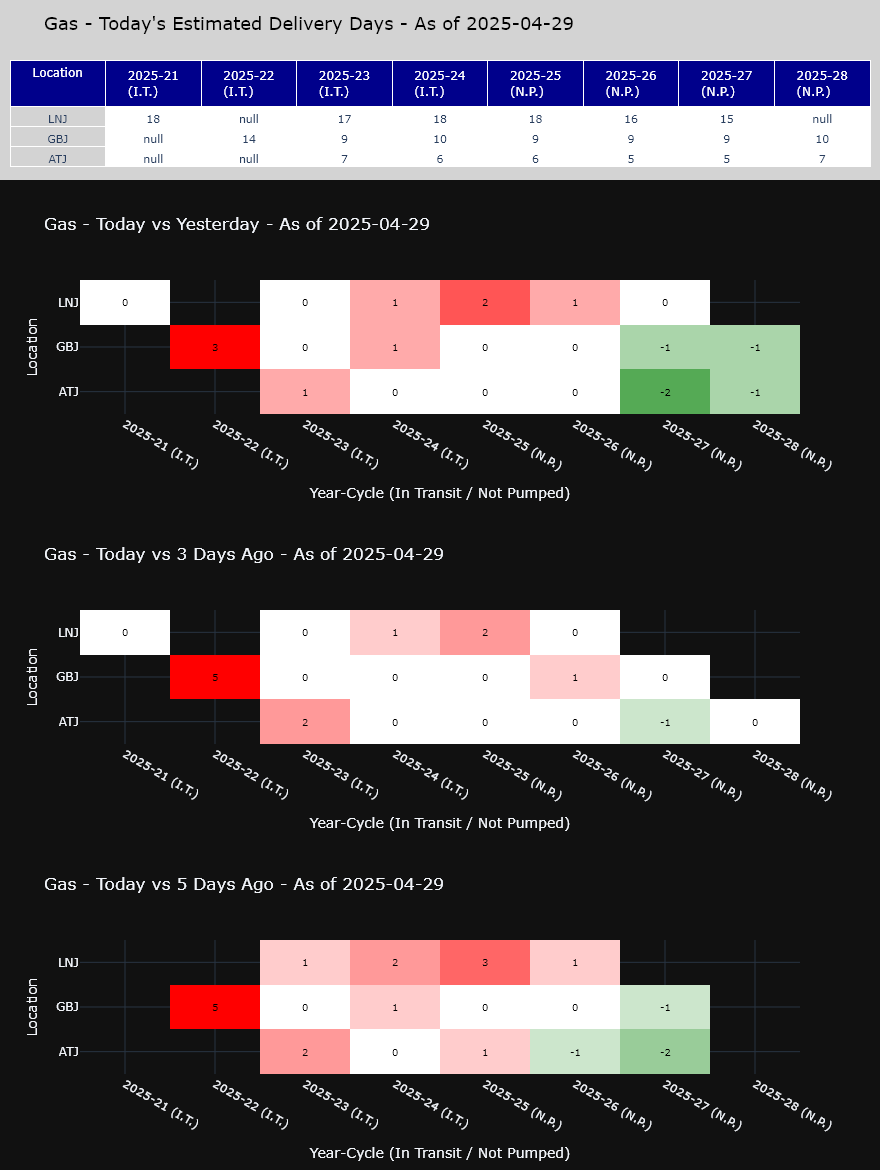 Gas - Today's Estimated Delivery Days - As of 2025-04-29
Location 2025-21 (I.T.) 2025-22 (I.T.) 2025-23 (I.T.) 2025-24 (I.T.) 2025-25 (N.P.) 2025-26 (N.P.) 2025-27 (N.P.) 2025-28 (N.P.)
LNJ 18 null 17 18 18 16 15 null
GBJ null 14 9 10 9 9 9 10
ATJ null null 7 6 6 5 5 7
Gas - Today vs Yesterday - As of 2025-04-29
Location
LNJ 0 0 1 2 1 0
GBJ 3 0 1 0 0 -1 -1
ATJ 1 0 0 0 -2 -1
2025-21 (I.T.) 2025-22 (I.T.) 2025-23 (I.T.) 2025-24 (I.T.) 2025-25 (N.P.) 2025-26 (N.P.) 2025-27 (N.P.) 2025-28 (N.P.)
Year-Cycle (In Transit / Not Pumped)
Gas - Today vs 3 Days Ago - As of 2025-04-29
Location
LNJ 0 0 1 2 0
GBJ 5 0 0 0 1 0
ATJ 2 0 0 0 -1 0
2025-21 (I.T.) 2025-22 (I.T.) 2025-23 (I.T.) 2025-24 (I.T.) 2025-25 (N.P.) 2025-26 (N.P.) 2025-27 (N.P.) 2025-28 (N.P.)
Year-Cycle (In Transit / Not Pumped)
Gas - Today vs 5 Days Ago - As of 2025-04-29
Location
LNJ 1 2 3 1
GBJ 5 0 1 0 0 -1
ATJ 2 0 1 -1 -2
2025-21 (I.T.) 2025-22 (I.T.) 2025-23 (I.T.) 2025-24 (I.T.) 2025-25 (N.P.) 2025-26 (N.P.) 2025-27 (N.P.) 2025-28 (N.P.)
Year-Cycle (In Transit / Not Pumped)